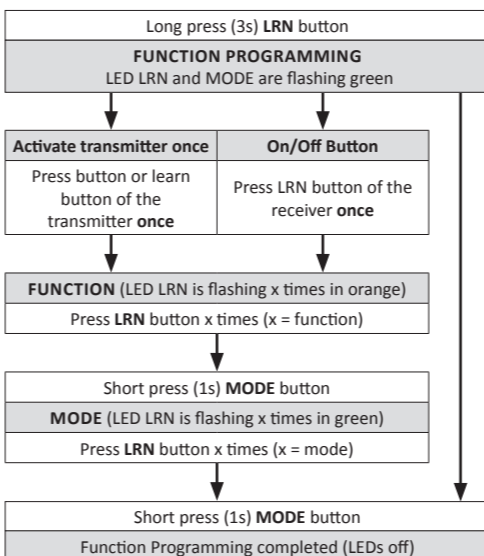 Long press (3s) LRN button
FUNCTION PROGRAMMING
LED LRN and MODE are flashing green
Activate transmitter once
Press button or learn
button of the
transmitter once
On/Off Button
Press LRN button of the
receiver once
FUNCTION (LED LRN is flashing x times in orange)
Press LRN button x times (x = function)
Short press (1s) MODE button
MODE (LED LRN is flashing x times in green)
Press LRN button x times (x = mode)
Short press (1s) MODE button
Function Programming completed (LEDs off)